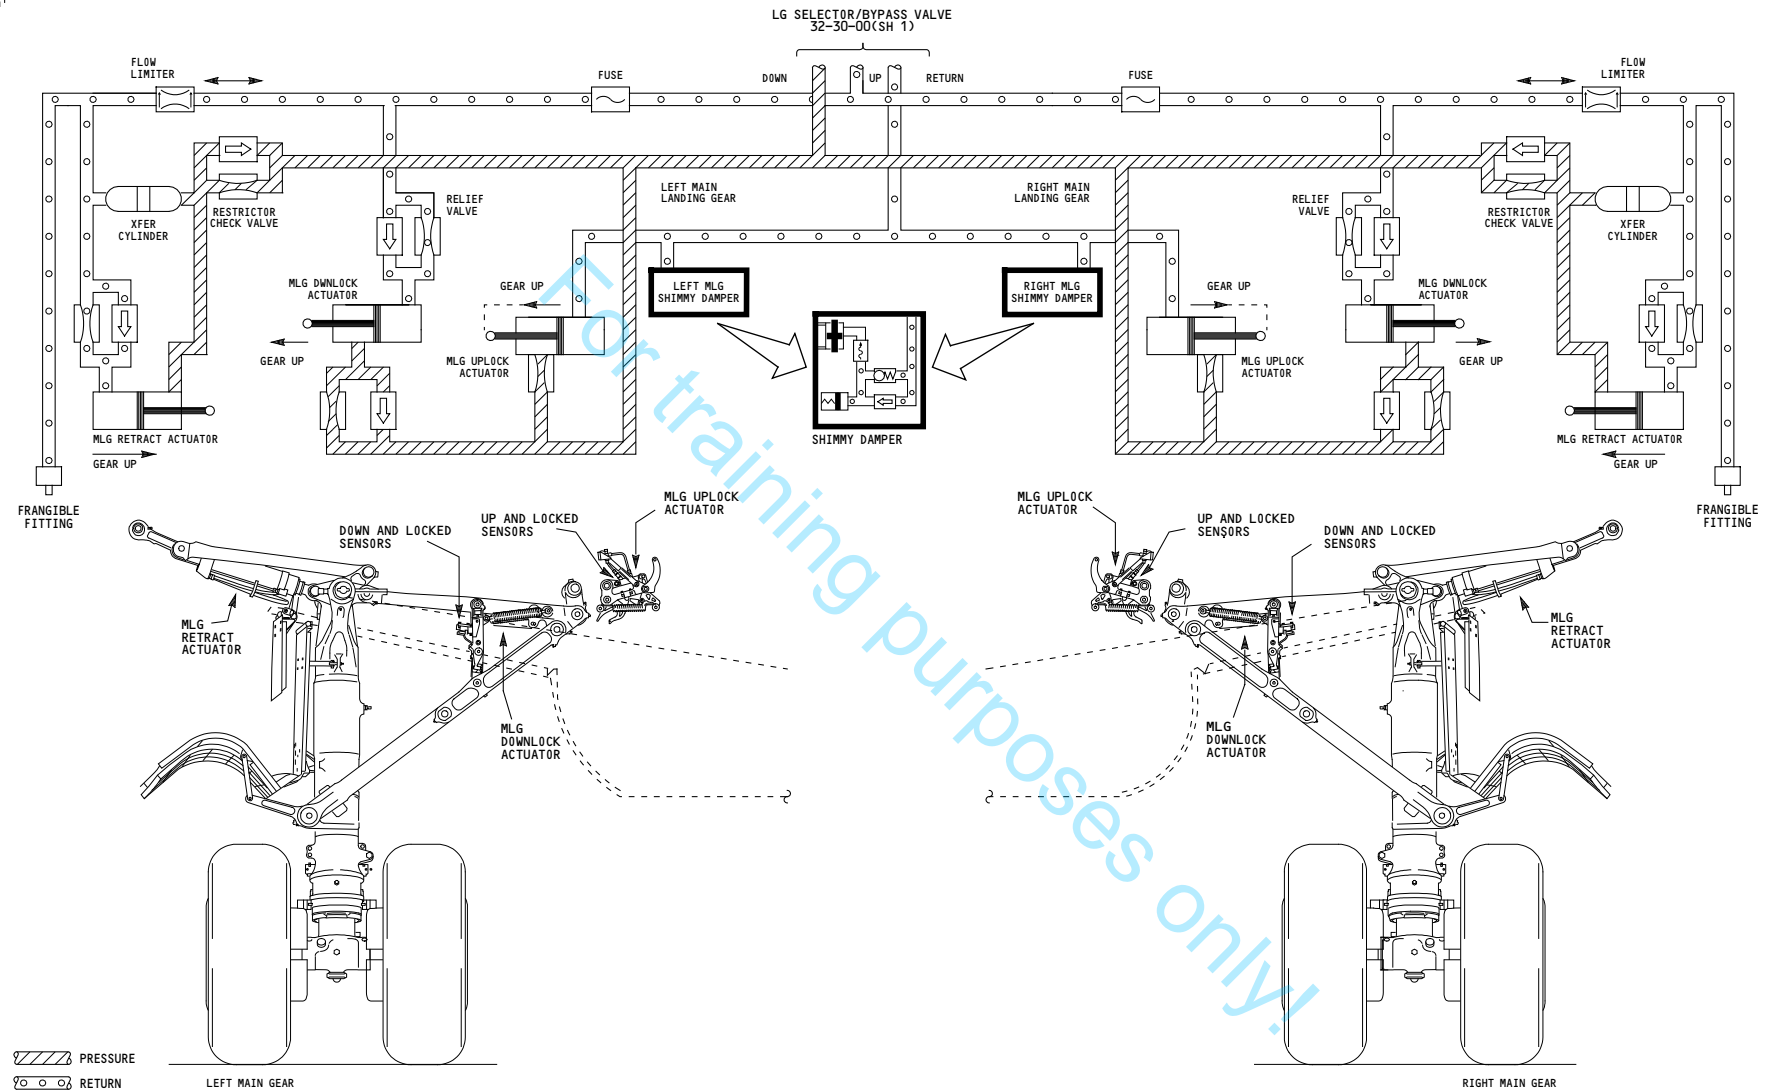 LG SELECTOR/BYPASS VALVE
32-30-00(SH 1)
FLOW
LIMITER
FUSE
DOWN
UP
RETURN
FUSE
FLOW
LIMITER
LEFT MAIN
LANDING GEAR
RIGHT MAIN
LANDING GEAR
RELIEF
VALVE
RELIEF
VALVE
RESTRICTOR
CHECK VALVE
XFER
CYLINDER
RESTRICTOR
CHECK VALVE
XFER
CYLINDER
MLG DWNLOCK
ACTUATOR
GEAR UP
LEFT MLG
SHIMMY DAMPER
RIGHT MLG
SHIMMY DAMPER
GEAR UP
MLG DWNLOCK
ACTUATOR
GEAR UP
MLG UPLOCK
ACTUATOR
MLG UPLOCK
ACTUATOR
GEAR UP
MLG RETRACT ACTUATOR
GEAR UP
SHIMMY DAMPER
MLG RETRACT ACTUATOR
GEAR UP
FRANGIBLE
FITTING
FRANGIBLE
FITTING
DOWN AND LOCKED
SENSORS
UP AND LOCKED
SENSORS
MLG UPLOCK
ACTUATOR
MLG UPLOCK
ACTUATOR
UP AND LOCKED
SENSORS
DOWN AND LOCKED
SENSORS
MLG
RETRACT
ACTUATOR
MLG
RETRACT
ACTUATOR
MLG
DOWNLOCK
ACTUATOR
MLG
DOWNLOCK
ACTUATOR
For training purposes only!
PRESSURE
RETURN
LEFT MAIN GEAR
RIGHT MAIN GEAR